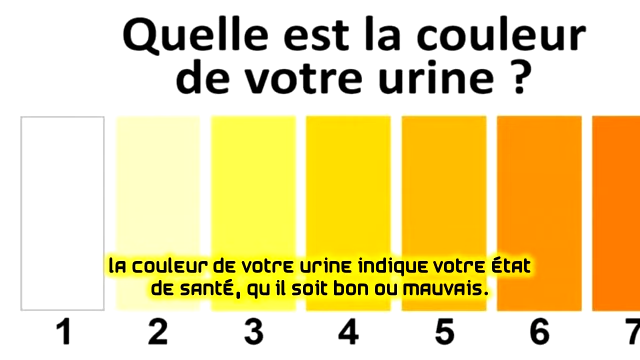 Quelle est la couleur
de votre urine ?
La couleur de votre urine indique votre état
de santé, qu il soit bon ou mauvais.
1 2 3 4 5 6 7